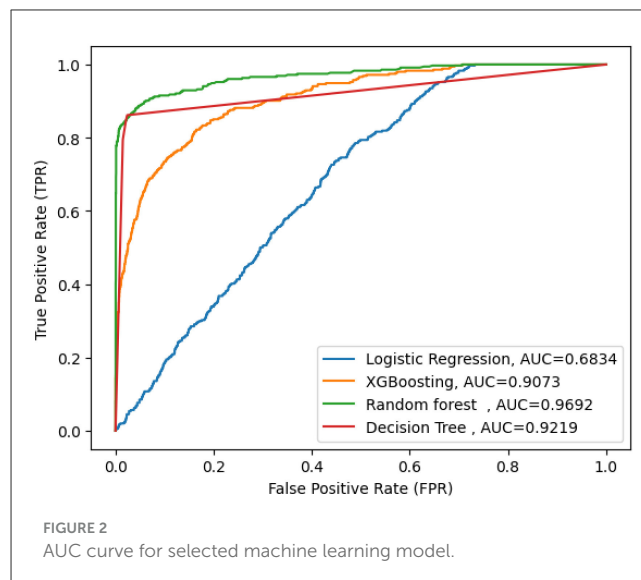 1.0
0.8
0.6
0.4
0.2
0.0
True Positive Rate (TPR)
Logistic Regression, AUC=0.6834
XGBoosting, AUC=0.9073
Random forest  , AUC=0.9692
Decision Tree , AUC=0.9219
0.0 0.2 0.4 0.6 0.8 1.0
False Positive Rate (FPR)
FIGURE 2
AUC curve for selected machine learning model.